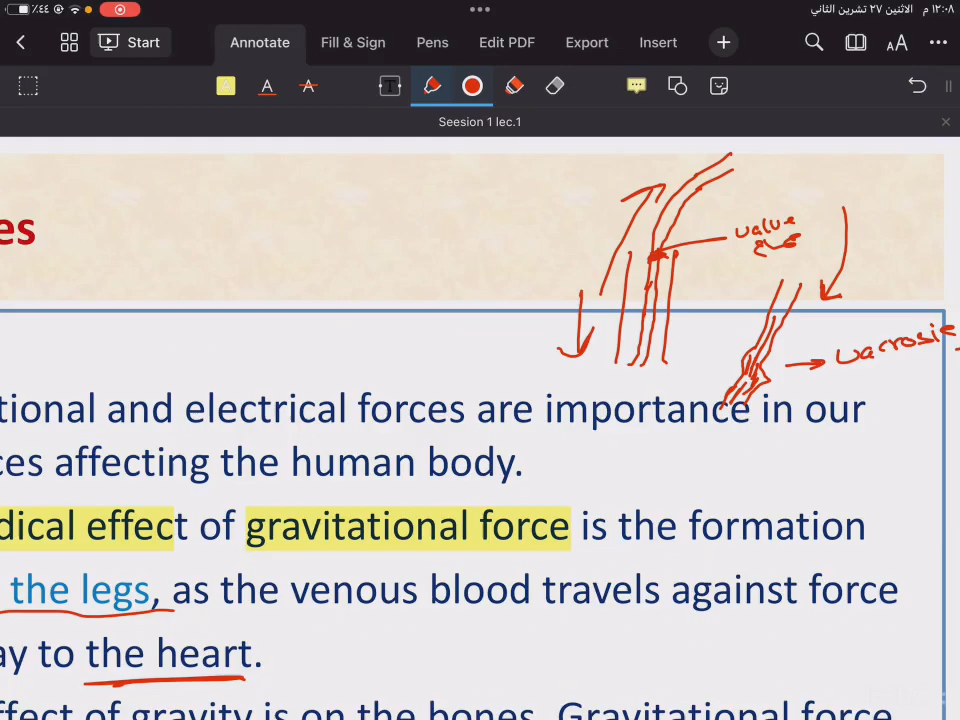 ٪٤٤ ١٢:٠٨ م الاثنين ٢٧ تشرين الثاني
Start Annotate Fill & Sign Pens Edit PDF Export Insert AA
A A A T
Seesion 1 lec.1
es
value
vacrosie
tional and electrical forces are importance in our
ces affecting the human body.
dical effect of gravitational force is the formation
the legs, as the venous blood travels against force
ay to the heart.
ffect of gravity is on the bones. Gravitational force